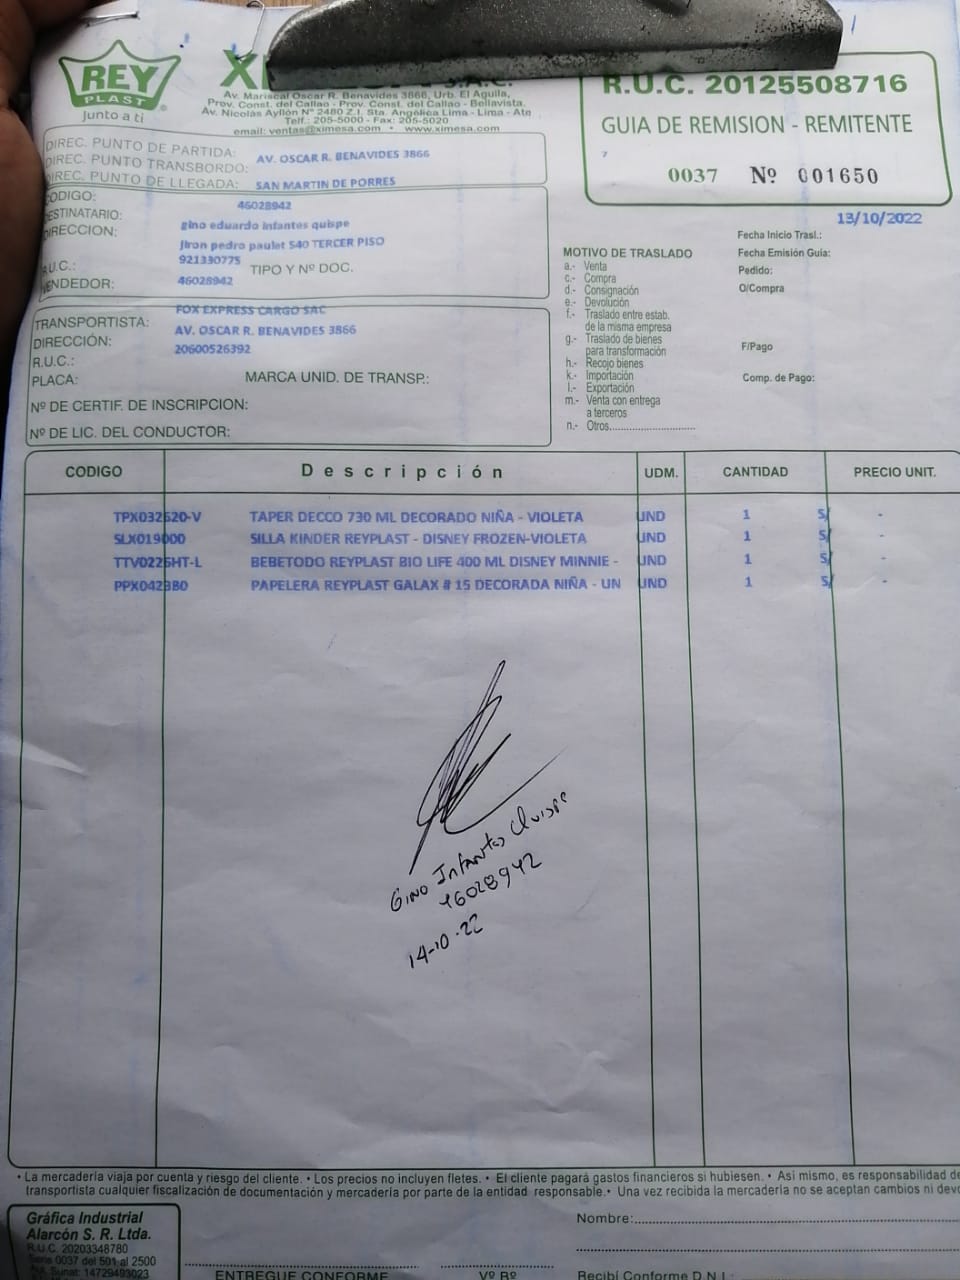 REY
PLAST
Junto a ti
Av. Mariscal Oscar R. Benavides 3866, Urb. El Aguila,
Prov. Const. del Callao - Prov. Const. del Callao - Bellavista.
Av. Nicolás Ayllón Nº 2480 Z.I. Sta. Angélica Lima - Lima - Ate
Telf.: 205-5000 - Fax: 205-5020
email: ventas@ximesa.com • www.ximesa.com
R.U.C. 20125508716
GUIA DE REMISION - REMITENTE
7
0037 Nº 001650
DIREC. PUNTO DE PARTIDA: AV. OSCAR R. BENAVIDES 3866
DIREC. PUNTO TRANSBORDO:
DIREC. PUNTO DE LLEGADA: SAN MARTIN DE PORRES
CODIGO: 46028942
DESTINATARIO: gino eduardo infantes quispe
DIRECCION: Jiron pedro paulet 540 TERCER PISO
921330775
R.U.C.: TIPO Y Nº DOC.
VENDEDOR: 46028942
13/10/2022
Fecha Inicio Trasl.:
Fecha Emisión Guia:
Pedido:
O/Compra
F/Pago
Comp. de Pago:
MOTIVO DE TRASLADO
a.- Venta
c.- Compra
d.- Consignación
e.- Devolución
f.- Traslado entre estab.
de la misma empresa
g.- Traslado de bienes
para transformación
h.- Recojo bienes
k.- Importación
l.- Exportación
m.- Venta con entrega
a terceros
n.- Otros
FOX EXPRESS CARGO SAC
TRANSPORTISTA: AV. OSCAR R. BENAVIDES 3866
DIRECCIÓN: 20600526392
R.U.C.:
PLACA: MARCA UNID. DE TRANSP.:
Nº DE CERTIF. DE INSCRIPCION:
Nº DE LIC. DEL CONDUCTOR:
CODIGO Descripción UDM. CANTIDAD PRECIO UNIT.
TPX032620-V TAPER DECCO 730 ML DECORADO NIÑA - VIOLETA UND 1 S/ -
SLX019000 SILLA KINDER REYPLAST - DISNEY FROZEN-VIOLETA UND 1 S/ -
TTV0225HT-L BEBETODO REYPLAST BIO LIFE 400 ML DISNEY MINNIE - UND 1 S/ -
PPX0423B0 PAPELERA REYPLAST GALAX # 15 DECORADA NIÑA - UN UND 1 S/ -
Gino Infantes Quispe
46028942
14-10-22
• La mercadería viaja por cuenta y riesgo del cliente. • Los precios no incluyen fletes. • El cliente pagará gastos financieros si hubiesen. • Asi mismo, es responsabilidad de
transportista cualquier fiscalización de documentación y mercadería por parte de la entidad responsable. • Una vez recibida la mercadería no se aceptan cambios ni
Gráfica Industrial
Alarcón S. R. Ltda.
R.U.C. 20203348780
Serie 0037 del 501 al 2500
Aut. Sunat: 14729493023
ENTREGUE CONFORME
Vº Bº
Nombre:
Recibí Conforme D.N.I.